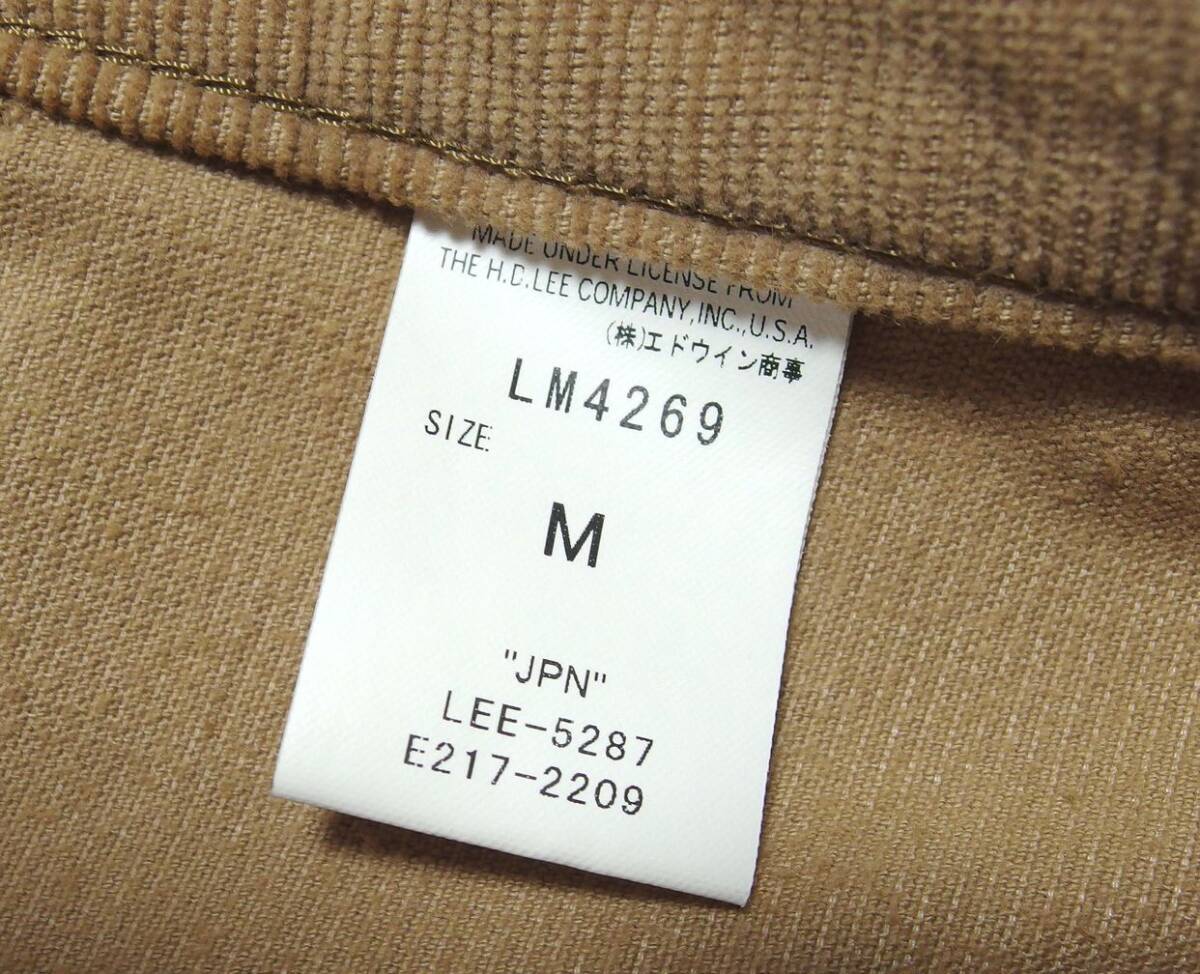 MADE UNDER LICENSE FROM
THE H.D.LEE COMPANY,INC.,U.S.A.
(株)エドウイン商事
LM4269
SIZE
M
"JPN"
LEE-5287
E217-2209